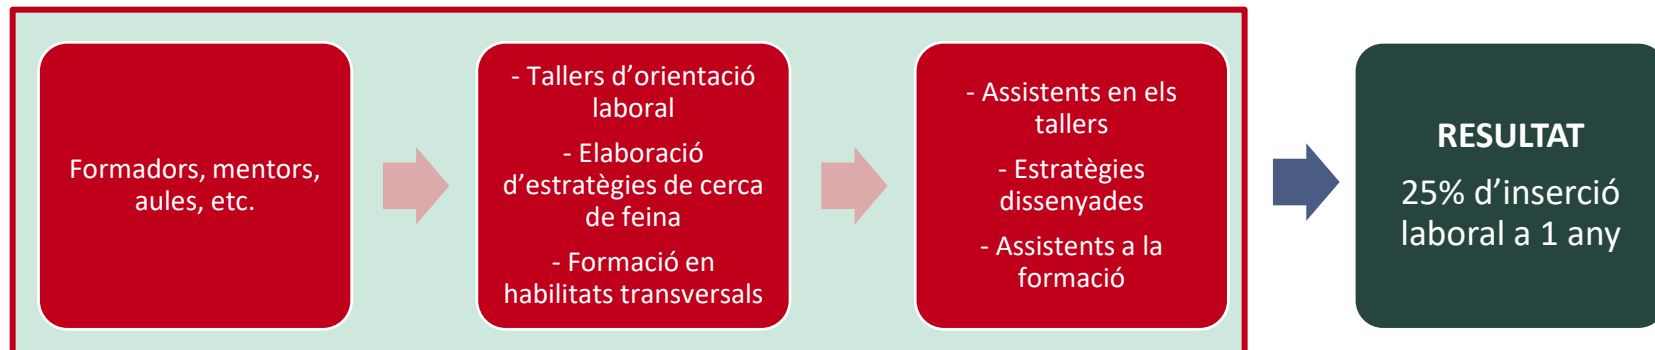 Formadors, mentors,
aules, etc.
- Tallers d’orientació
laboral
- Elaboració
d’estratègies de cerca
de feina
- Formació en
habilitats transversals
- Assistents en els
tallers
- Estratègies
dissenyades
- Assistents a la
formació
RESULTAT
25% d’inserció
laboral a 1 any